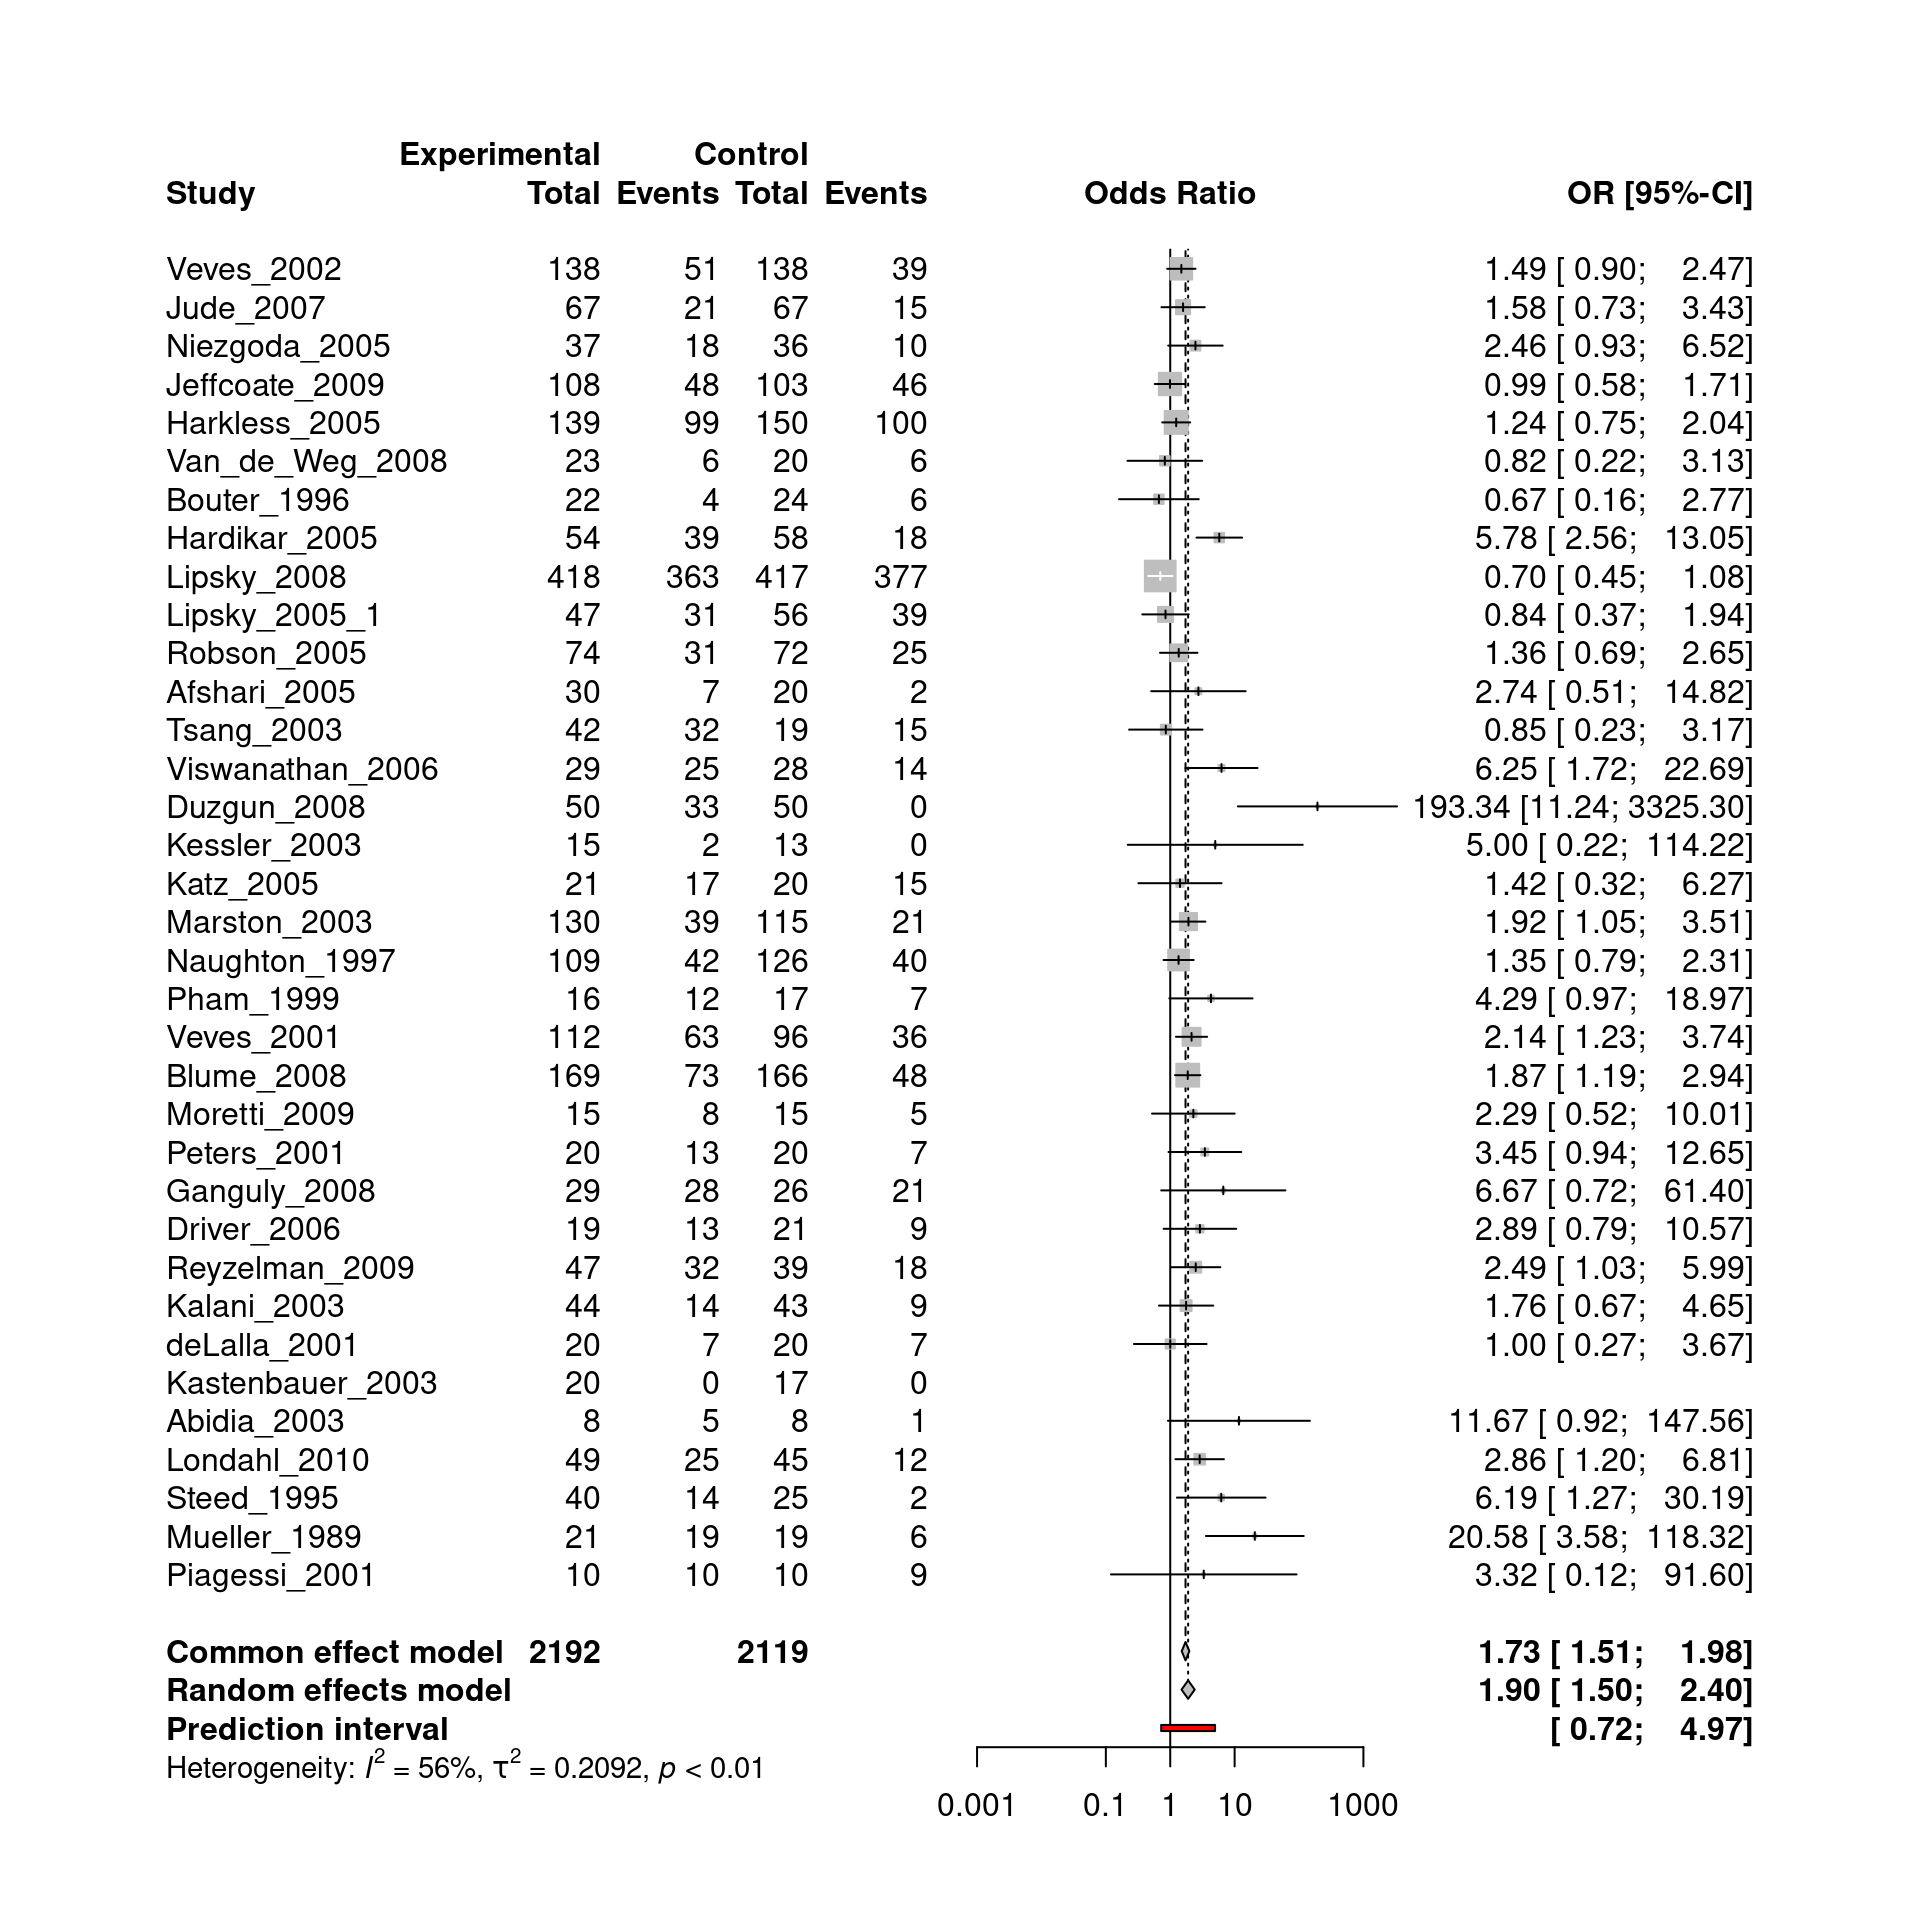 Experimental Control
Study Total Events Total Events Odds Ratio OR [95%-CI]
Veves_2002 138 51 138 39 1.49 [ 0.90; 2.47]
Jude_2007 67 21 67 15 1.58 [ 0.73; 3.43]
Niezgoda_2005 37 18 36 10 2.46 [ 0.93; 6.52]
Jeffcoate_2009 108 48 103 46 0.99 [ 0.58; 1.71]
Harkless_2005 139 99 150 100 1.24 [ 0.75; 2.04]
Van_de_Weg_2008 23 6 20 6 0.82 [ 0.22; 3.13]
Bouter_1996 22 4 24 6 0.67 [ 0.16; 2.77]
Hardikar_2005 54 39 58 18 5.78 [ 2.56; 13.05]
Lipsky_2008 418 363 417 377 0.70 [ 0.45; 1.08]
Lipsky_2005_1 47 31 56 39 0.84 [ 0.37; 1.94]
Robson_2005 74 31 72 25 1.36 [ 0.69; 2.65]
Afshari_2005 30 7 20 2 2.74 [ 0.51; 14.82]
Tsang_2003 42 32 19 15 0.85 [ 0.23; 3.17]
Viswanathan_2006 29 25 28 14 6.25 [ 1.72; 22.69]
Duzgun_2008 50 33 50 0 193.34 [11.24; 3325.30]
Kessler_2003 15 2 13 0 5.00 [ 0.22; 114.22]
Katz_2005 21 17 20 15 1.42 [ 0.32; 6.27]
Marston_2003 130 39 115 21 1.92 [ 1.05; 3.51]
Naughton_1997 109 42 126 40 1.35 [ 0.79; 2.31]
Pham_1999 16 12 17 7 4.29 [ 0.97; 18.97]
Veves_2001 112 63 96 36 2.14 [ 1.23; 3.74]
Blume_2008 169 73 166 48 1.87 [ 1.19; 2.94]
Moretti_2009 15 8 15 5 2.29 [ 0.52; 10.01]
Peters_2001 20 13 20 7 3.45 [ 0.94; 12.65]
Ganguly_2008 29 28 26 21 6.67 [ 0.72; 61.40]
Driver_2006 19 13 21 9 2.89 [ 0.79; 10.57]
Reyzelman_2009 47 32 39 18 2.49 [ 1.03; 5.99]
Kalani_2003 44 14 43 9 1.76 [ 0.67; 4.65]
deLalla_2001 20 7 20 7 1.00 [ 0.27; 3.67]
Kastenbauer_2003 20 0 17 0
Abidia_2003 8 5 8 1 11.67 [ 0.92; 147.56]
Londahl_2010 49 25 45 12 2.86 [ 1.20; 6.81]
Steed_1995 40 14 25 2 6.19 [ 1.27; 30.19]
Mueller_1989 21 19 19 6 20.58 [ 3.58; 118.32]
Piagessi_2001 10 10 10 9 3.32 [ 0.12; 91.60]
Common effect model 2192 2119 1.73 [ 1.51; 1.98]
Random effects model 1.90 [ 1.50; 2.40]
Prediction interval [ 0.72; 4.97]
Heterogeneity: I² = 56%, τ² = 0.2092, p < 0.01
0.001 0.1 1 10 1000